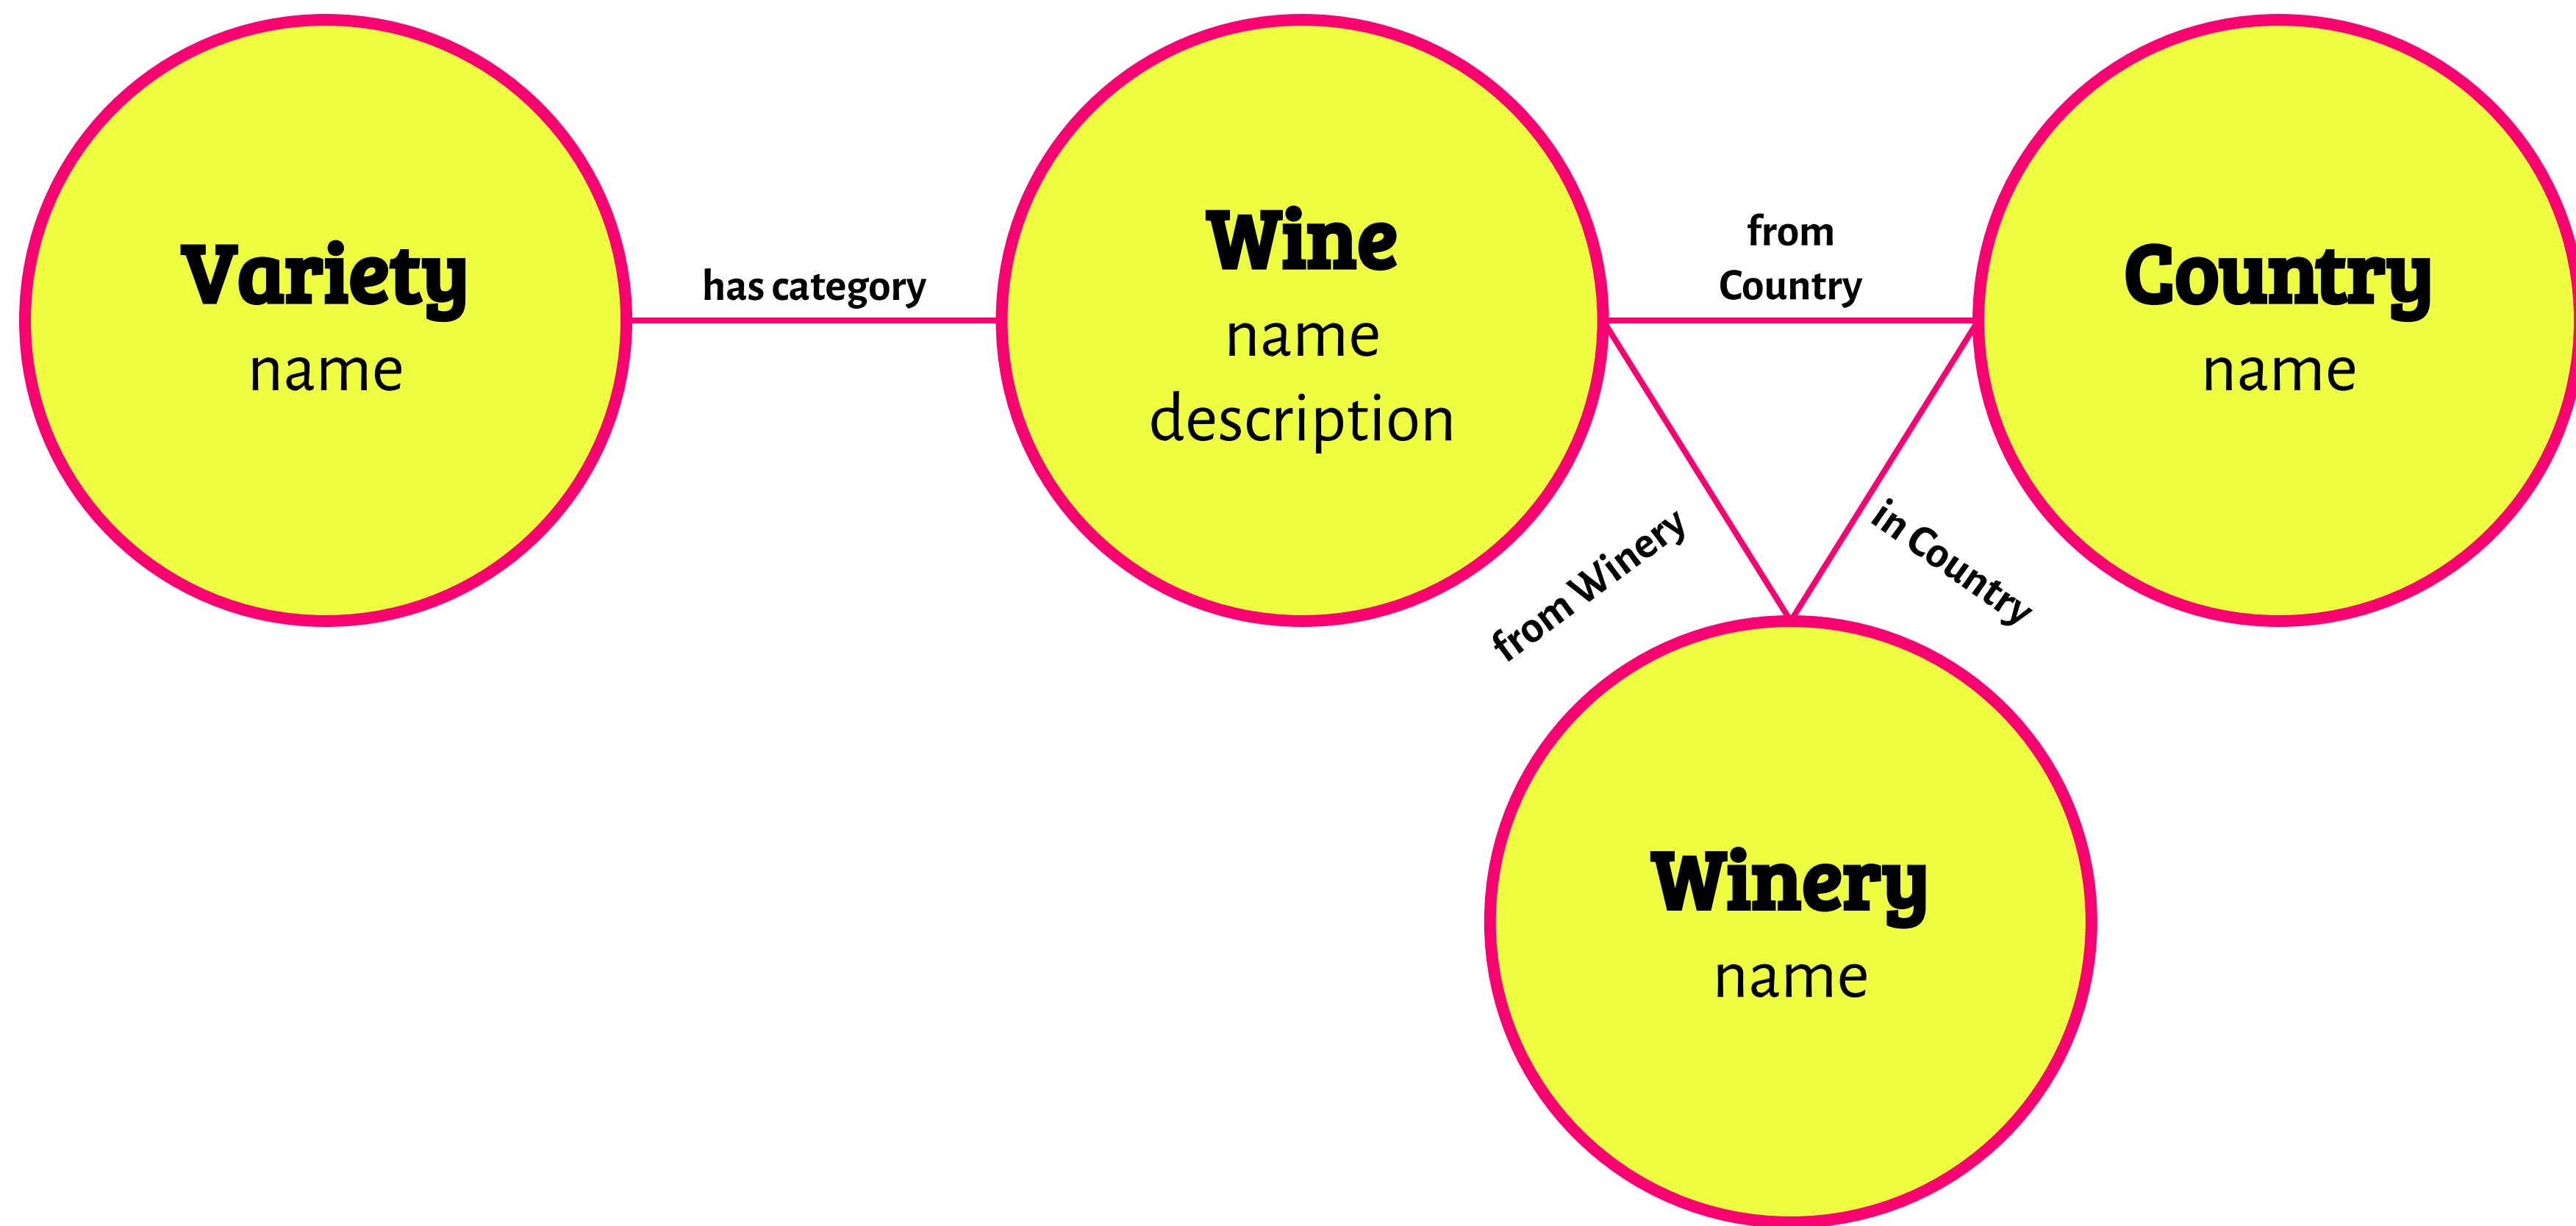 Variety
name
has category
Wine
name
description
from
Country
Country
name
from Winery
in Country
Winery
name